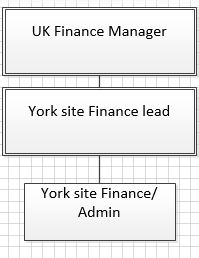 UK Finance Manager
York site Finance lead
York site Finance/
Admin